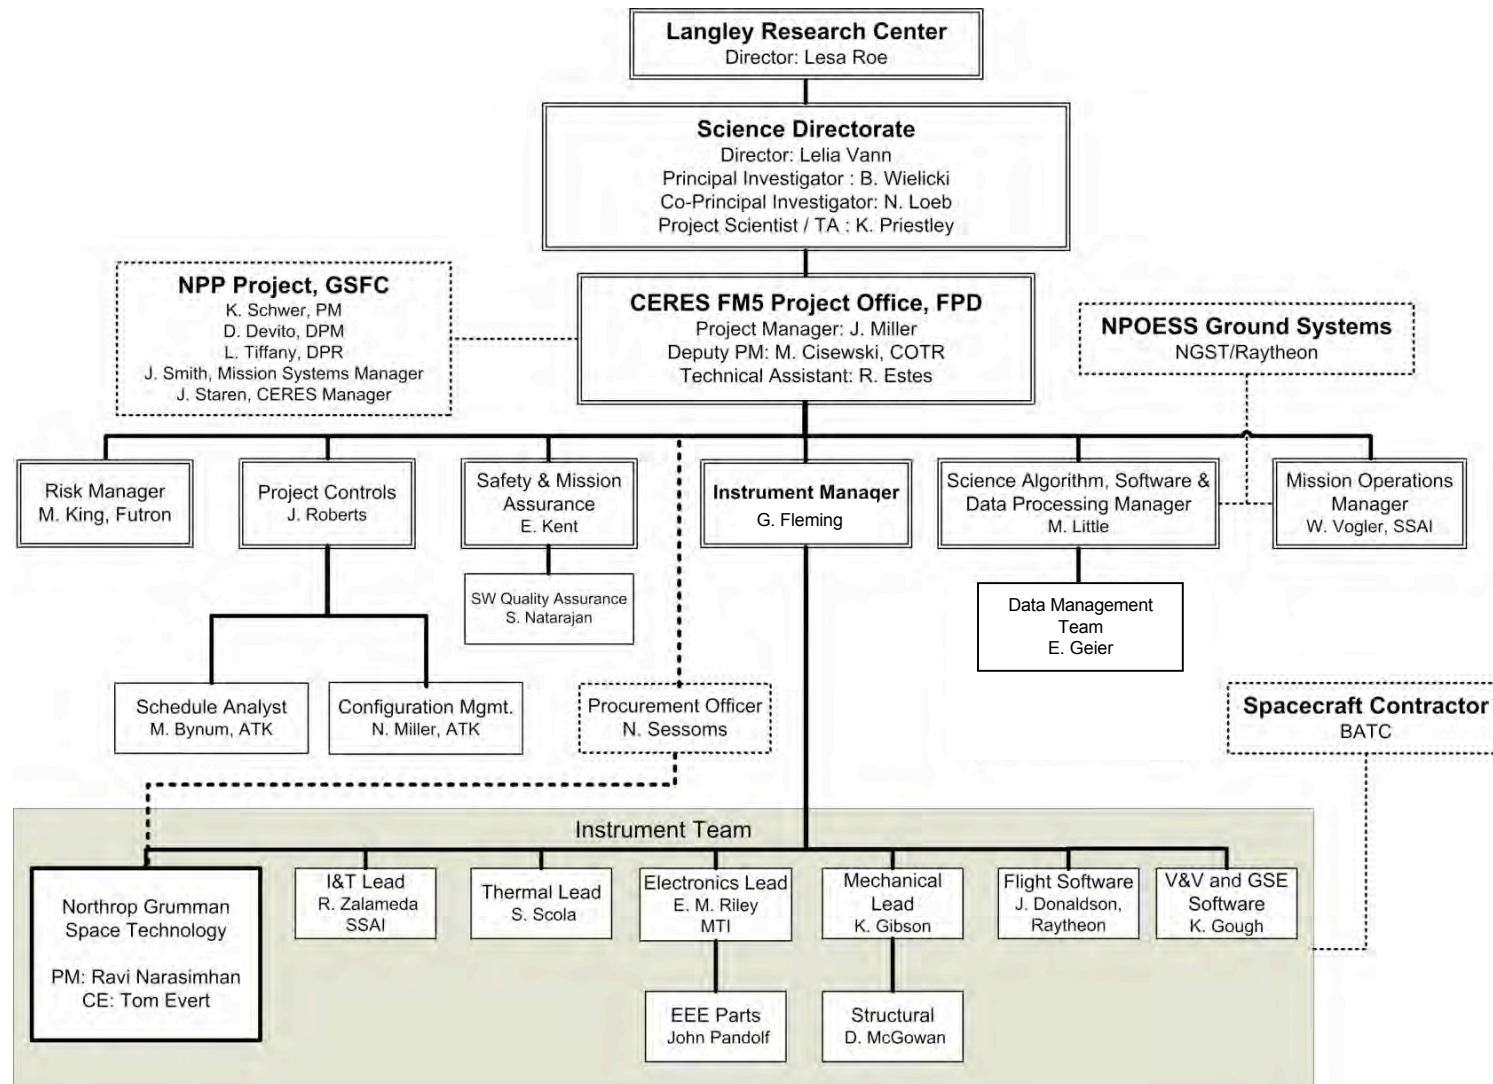 Langley Research Center
Director: Lesa Roe
Science Directorate
Director: Lelia Vann
Principal Investigator : B. Wielicki
Co-Principal Investigator: N. Loeb
Project Scientist / TA : K. Priestley
NPP Project, GSFC
K. Schwer, PM
D. Devito, DPM
L. Tiffany, DPR
J. Smith, Mission Systems Manager
J. Staren, CERES Manager
CERES FM5 Project Office, FPD
Project Manager: J. Miller
Deputy PM: M. Cisewski, COTR
Technical Assistant: R. Estes
NPOESS Ground Systems
NGST/Raytheon
Risk Manager
M. King, Futron
Project Controls
J. Roberts
Safety & Mission
Assurance
E. Kent
Instrument Manager
G. Fleming
Science Algorithm, Software &
Data Processing Manager
M. Little
Mission Operations
Manager
W. Vogler, SSAI
SW Quality Assurance
S. Natarajan
Data Management
Team
E. Geier
Schedule Analyst
M. Bynum, ATK
Configuration Mgmt.
N. Miller, ATK
Procurement Officer
N. Sessoms
Spacecraft Contractor
BATC
Instrument Team
Northrop Grumman
Space Technology
PM: Ravi Narasimhan
CE: Tom Evert
I&T Lead
R. Zalameda
SSAI
Thermal Lead
S. Scola
Electronics Lead
E. M. Riley
MTI
Mechanical
Lead
K. Gibson
Flight Software
J. Donaldson,
Raytheon
V&V and GSE
Software
K. Gough
EEE Parts
John Pandolf
Structural
D. McGowan